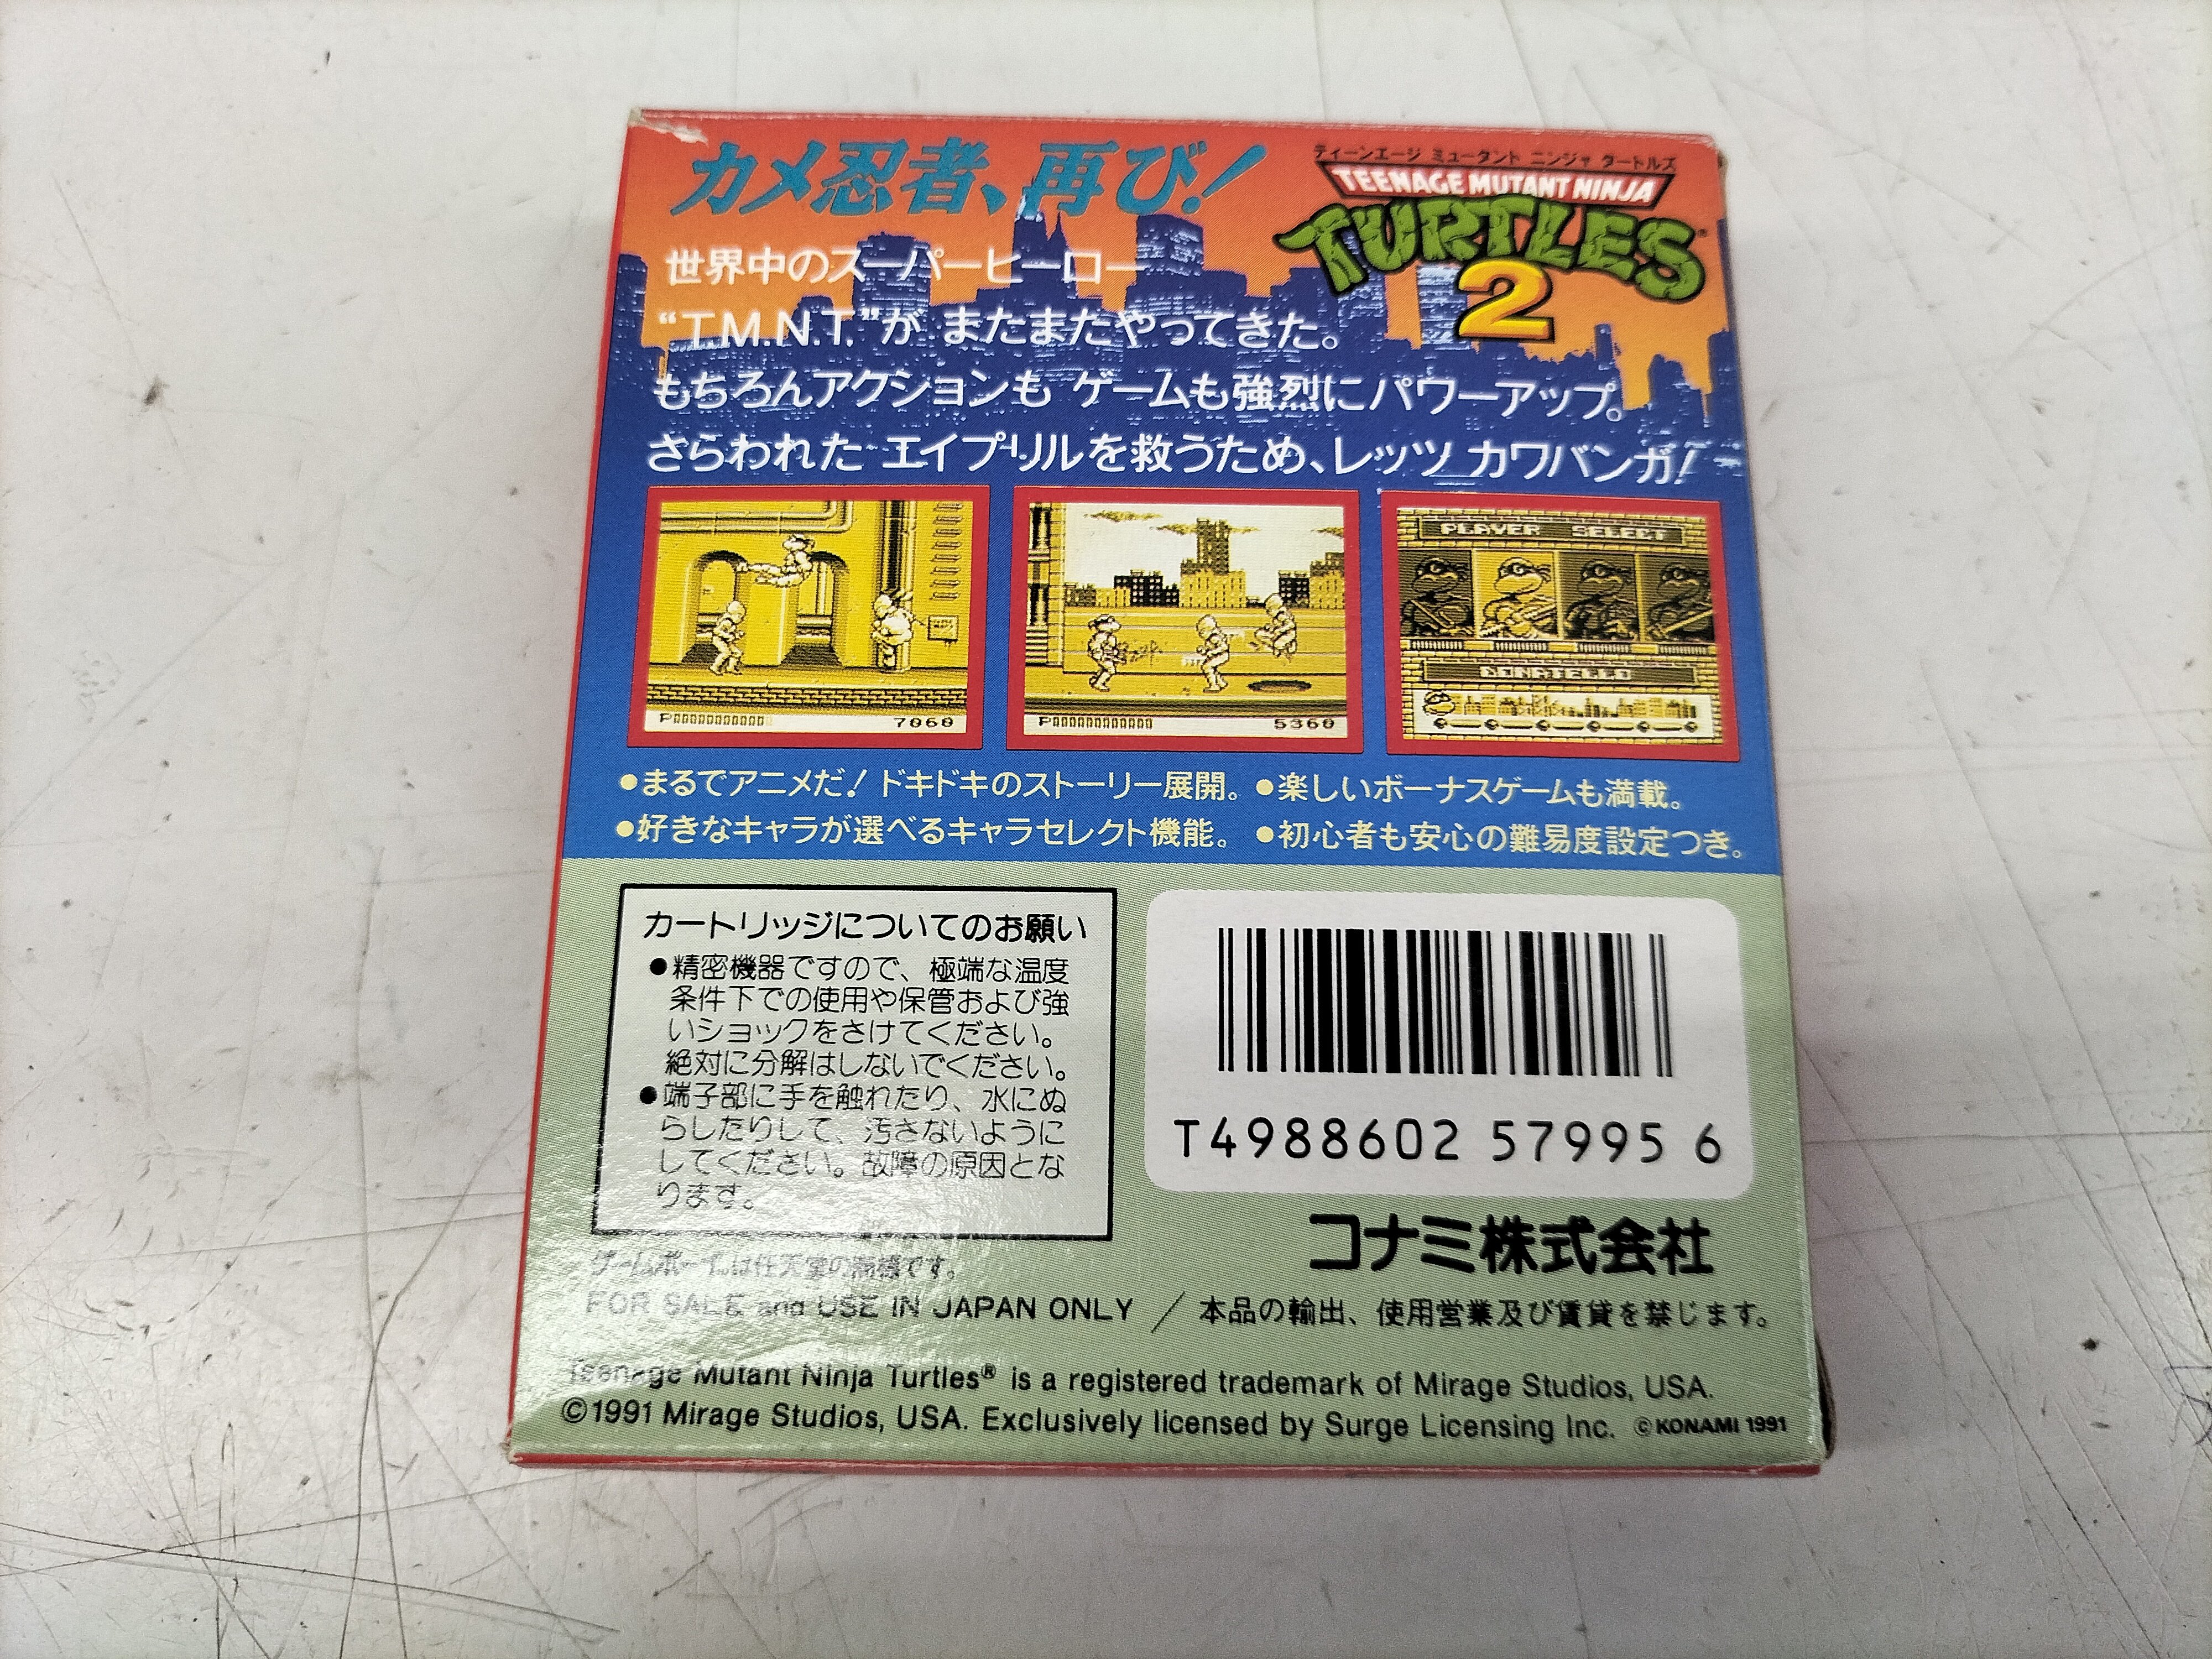 カメ忍者、再び!
ティーンエージ ミュータント ニンジャ タートルズ
TEENAGE MUTANT NINJA
TURTLES
2
世界中のスーパーヒーロー
“T.M.N.T.”が またまたやってきた。
もちろんアクションも ゲームも強烈にパワーアップ。
さらわれた エイプリルを救うため、レッツ カワバンガ!
P
7060
P
5360
PLAYER SELECT
DONATELLO
●まるでアニメだ! ドキドキのストーリー展開。
●楽しいボーナスゲームも満載。
●好きなキャラが選べるキャラセレクト機能。
●初心者も安心の難易度設定つき。
カートリッジについてのお願い
●精密機器ですので、極端な温度
条件下での使用や保管および強
いショックをさけてください。
絶対に分解はしないでください。
●端子部に手を触れたり、水にぬ
らしたりして、汚さないように
してください。故障の原因とな
ります。
T4988602 57995 6
コナミ株式会社
ゲームボーイは任天堂の商標です。
FOR SALE and USE IN JAPAN ONLY / 本品の輸出、使用営業及び賃貸を禁じます。
Teenage Mutant Ninja Turtles® is a registered trademark of Mirage Studios, USA.
©1991 Mirage Studios, USA. Exclusively licensed by Surge Licensing Inc. ©KONAMI 1991